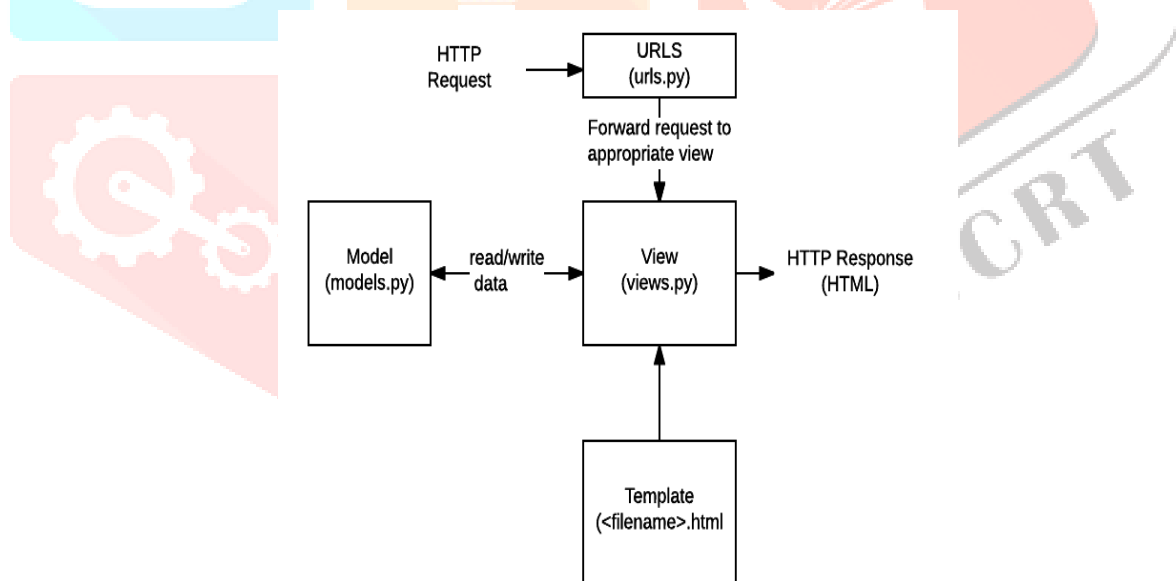 HTTP
Request
URLS
(urls.py)
Forward request to
appropriate view
Model
(models.py)
read/write
data
View
(views.py)
HTTP Response
(HTML)
Template
(<filename>.html
CRT